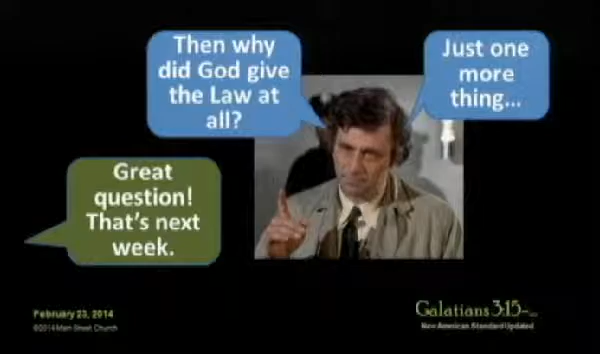 Then why
did God give
the Law at
all?
Just one
more
thing...
Great
question!
That's next
week.
February 23, 2014
©2014 Main Street Church
Galatians 3:15-
New American Standard Updated